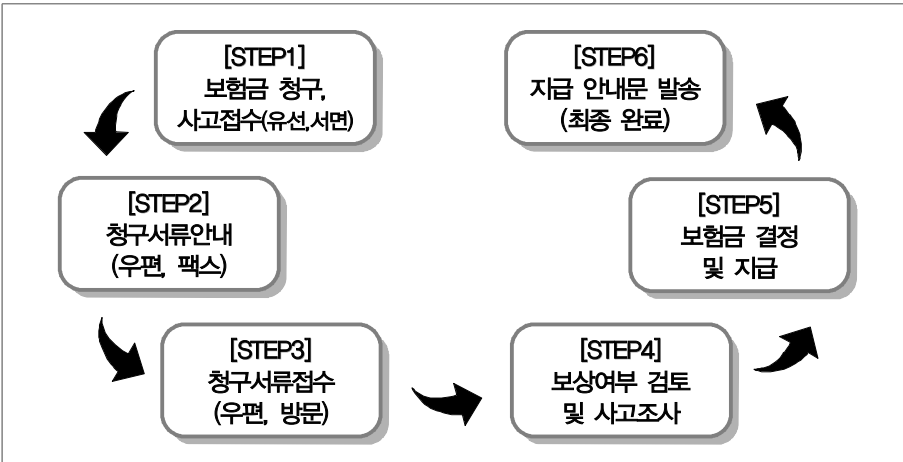 [STEP1]
보험금 청구,
사고접수(유선,서면)
[STEP2]
청구서류안내
(우편, 팩스)
[STEP3]
청구서류접수
(우편, 방문)
[STEP4]
보상여부 검토
및 사고조사
[STEP5]
보험금 결정
및 지급
[STEP6]
지급 안내문 발송
(최종 완료)